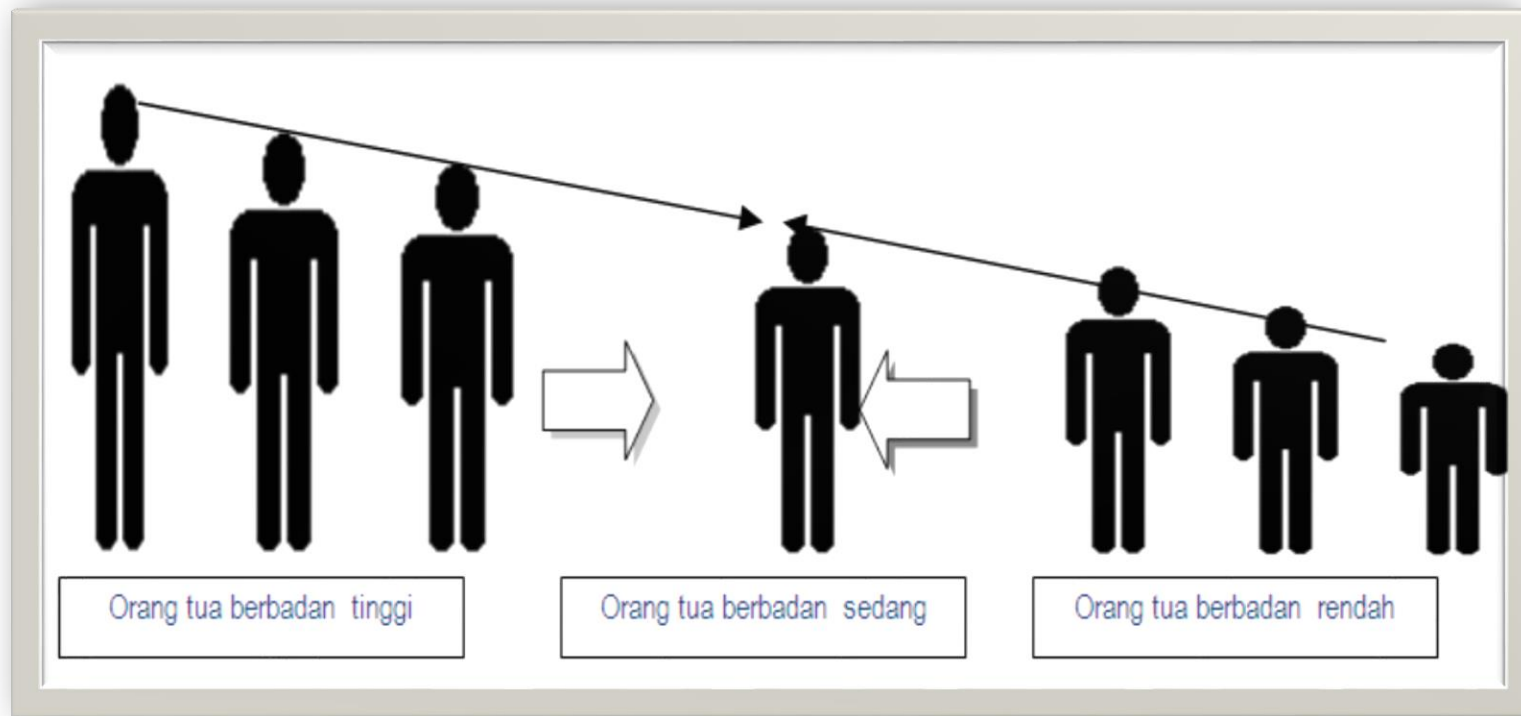 Orang tua berbadan tinggi
Orang tua berbadan sedang
Orang tua berbadan rendah